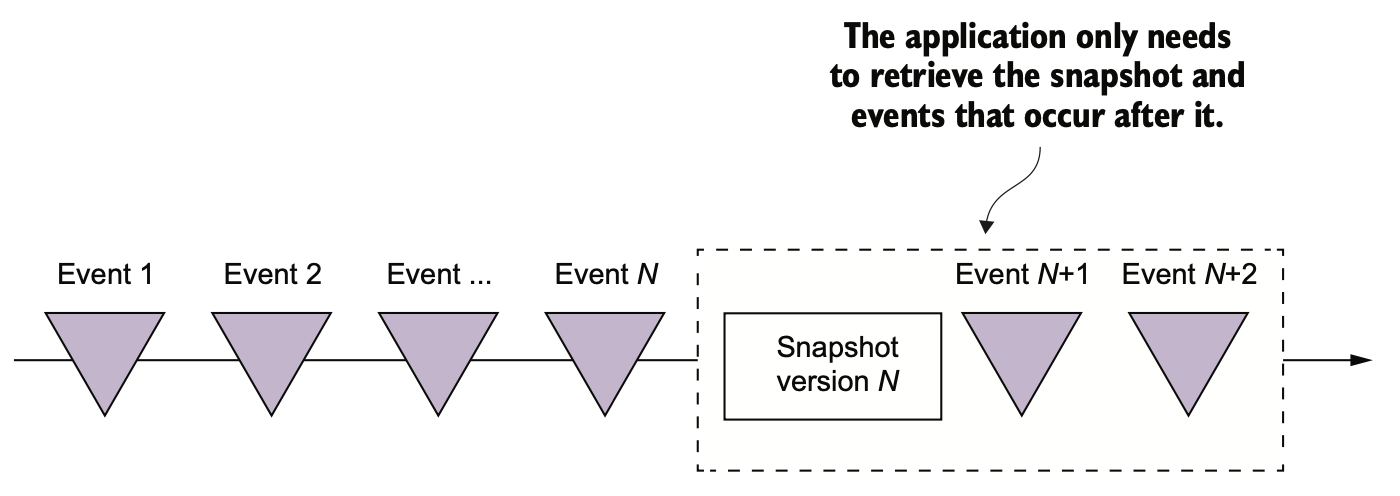 The application only needs
to retrieve the snapshot and
events that occur after it.
Event 1
Event 2
Event ...
Event N
Event N+1
Event N+2
Snapshot
version N